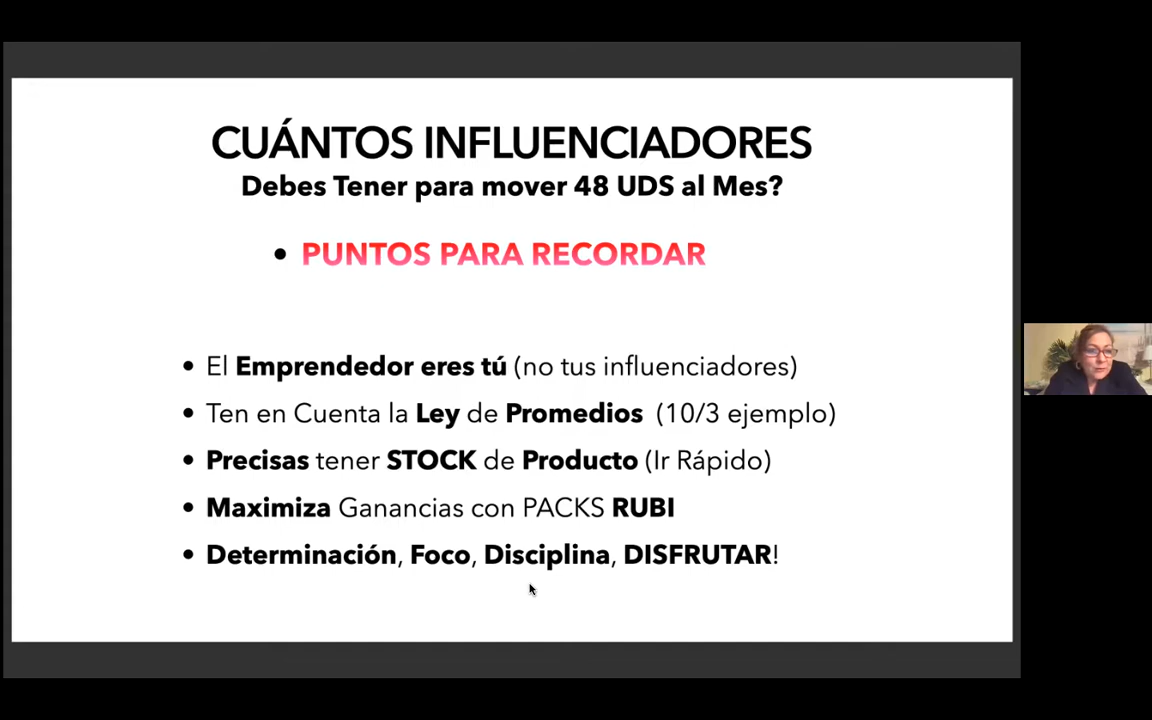 CUÁNTOS INFLUENCIADORES
Debes Tener para mover 48 UDS al Mes?
• PUNTOS PARA RECORDAR
• El Emprendedor eres tú (no tus influenciadores)
• Ten en Cuenta la Ley de Promedios (10/3 ejemplo)
• Precisas tener STOCK de Producto (Ir Rápido)
• Maximiza Ganancias con PACKS RUBI
• Determinación, Foco, Disciplina, DISFRUTAR!